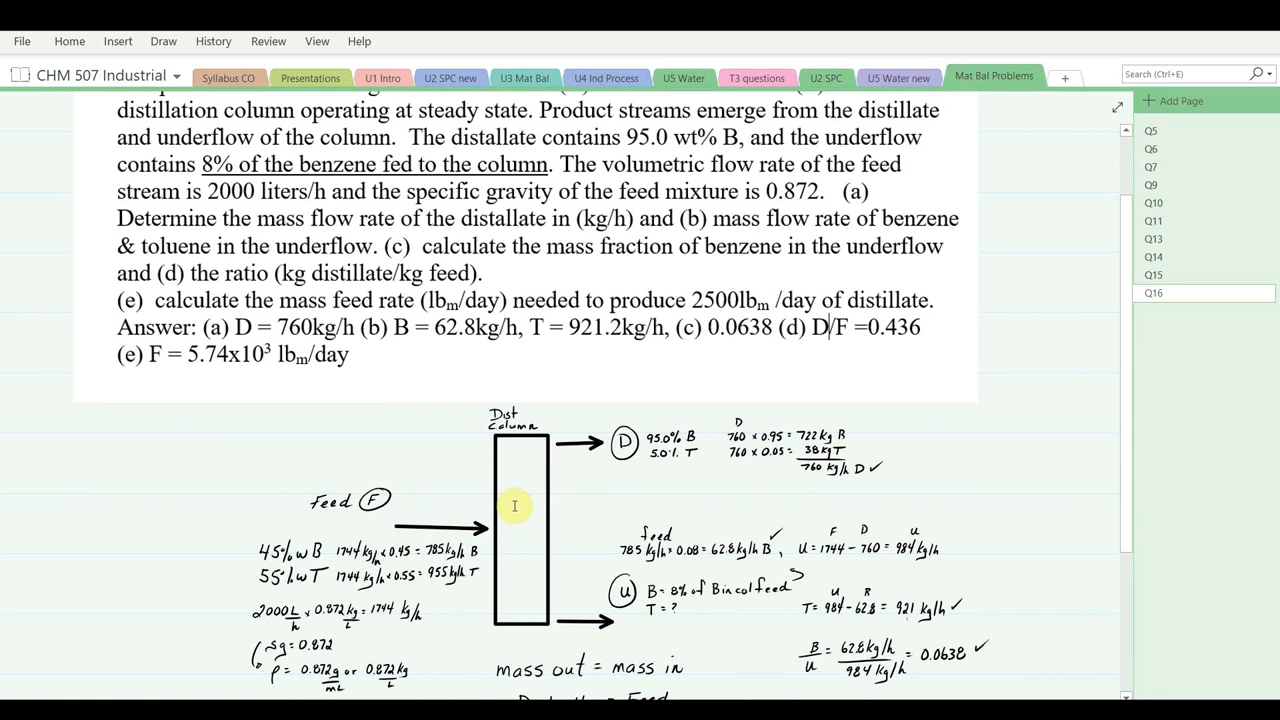 File Home Insert Draw History Review View Help
CHM 507 Industrial Syllabus CO Presentations U1 Intro U2 SPC new U3 Mat Bal U4 Ind Process U5 Water T3 questions U2 SPC U5 Water new Mat Bal Problems + Search (Ctrl+E)
distillation column operating at steady state. Product streams emerge from the distillate
and underflow of the column. The distallate contains 95.0 wt% B, and the underflow
contains 8% of the benzene fed to the column. The volumetric flow rate of the feed
stream is 2000 liters/h and the specific gravity of the feed mixture is 0.872. (a)
Determine the mass flow rate of the distallate in (kg/h) and (b) mass flow rate of benzene
& toluene in the underflow. (c) calculate the mass fraction of benzene in the underflow
and (d) the ratio (kg distillate/kg feed).
(e) calculate the mass feed rate (lbm/day) needed to produce 2500lbm /day of distillate.
Answer: (a) D = 760kg/h (b) B = 62.8kg/h, T = 921.2kg/h, (c) 0.0638 (d) D/F =0.436
(e) F = 5.74x10³ lbm/day
Add Page
Q5
Q6
Q7
Q9
Q10
Q11
Q13
Q14
Q15
Q16
Dist
Column
D 95.0% B
5.0% T
D
760 x 0.95 = 722 kg B
760 x 0.05 = 38 kg T
760 kg/h D ✓
Feed F
45%w B 1744 kg/h x 0.45 = 785 kg/h B
55%w T 1744 kg/h x 0.55 = 955 kg/h T
2000 L/h x 0.872 kg/L = 1744 kg/h
sg = 0.872
ρ = 0.872 g/mL or 0.872 kg/L
feed
785 kg/h x 0.08 = 62.8 kg/h B ✓ ,
F D U
U = 1744 - 760 = 984 kg/h
U B = 8% of B in col feed
T = ?
U B
T = 984 - 62.8 = 921 kg/h ✓
B/U = 62.8 kg/h / 984 kg/h = 0.0638 ✓
mass out = mass in